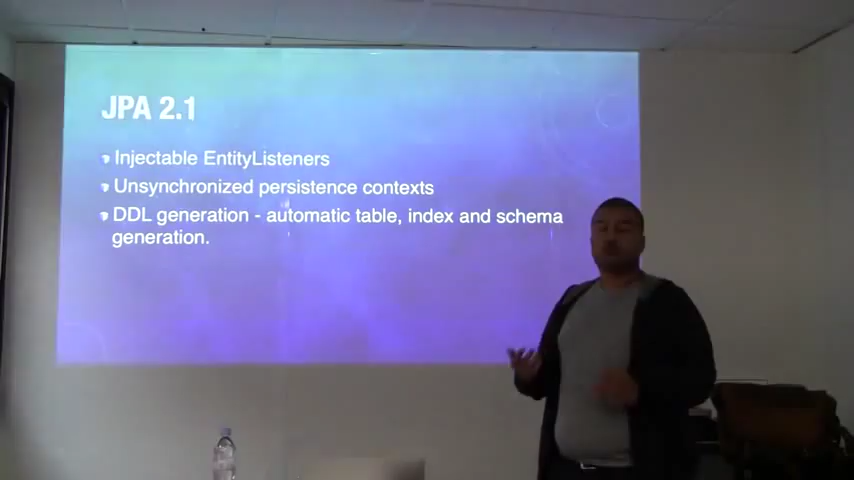 JPA 2.1
Injectable EntityListeners
Unsynchronized persistence contexts
DDL generation - automatic table, index and schema
generation.